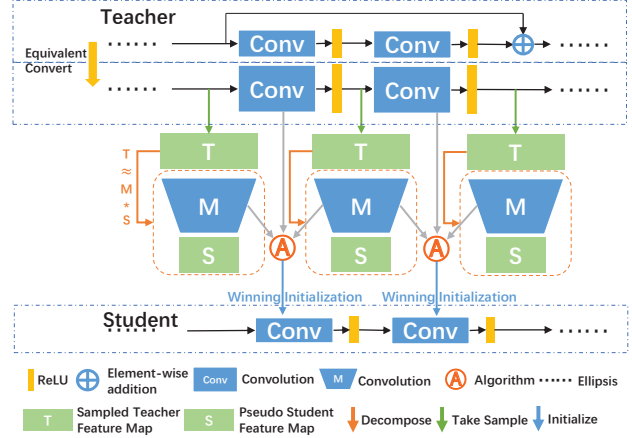 Teacher
Equivalent
Convert
...... Conv Conv ......
...... Conv Conv ......
T T T
T ≈ M * S
M M M
A A
S S S
Winning Initialization Winning Initialization
Student
...... Conv Conv ......
ReLU Element-wise addition Conv Convolution M Convolution A Algorithm ...... Ellipsis
T Sampled Teacher Feature Map S Pseudo Student Feature Map Decompose Take Sample Initialize